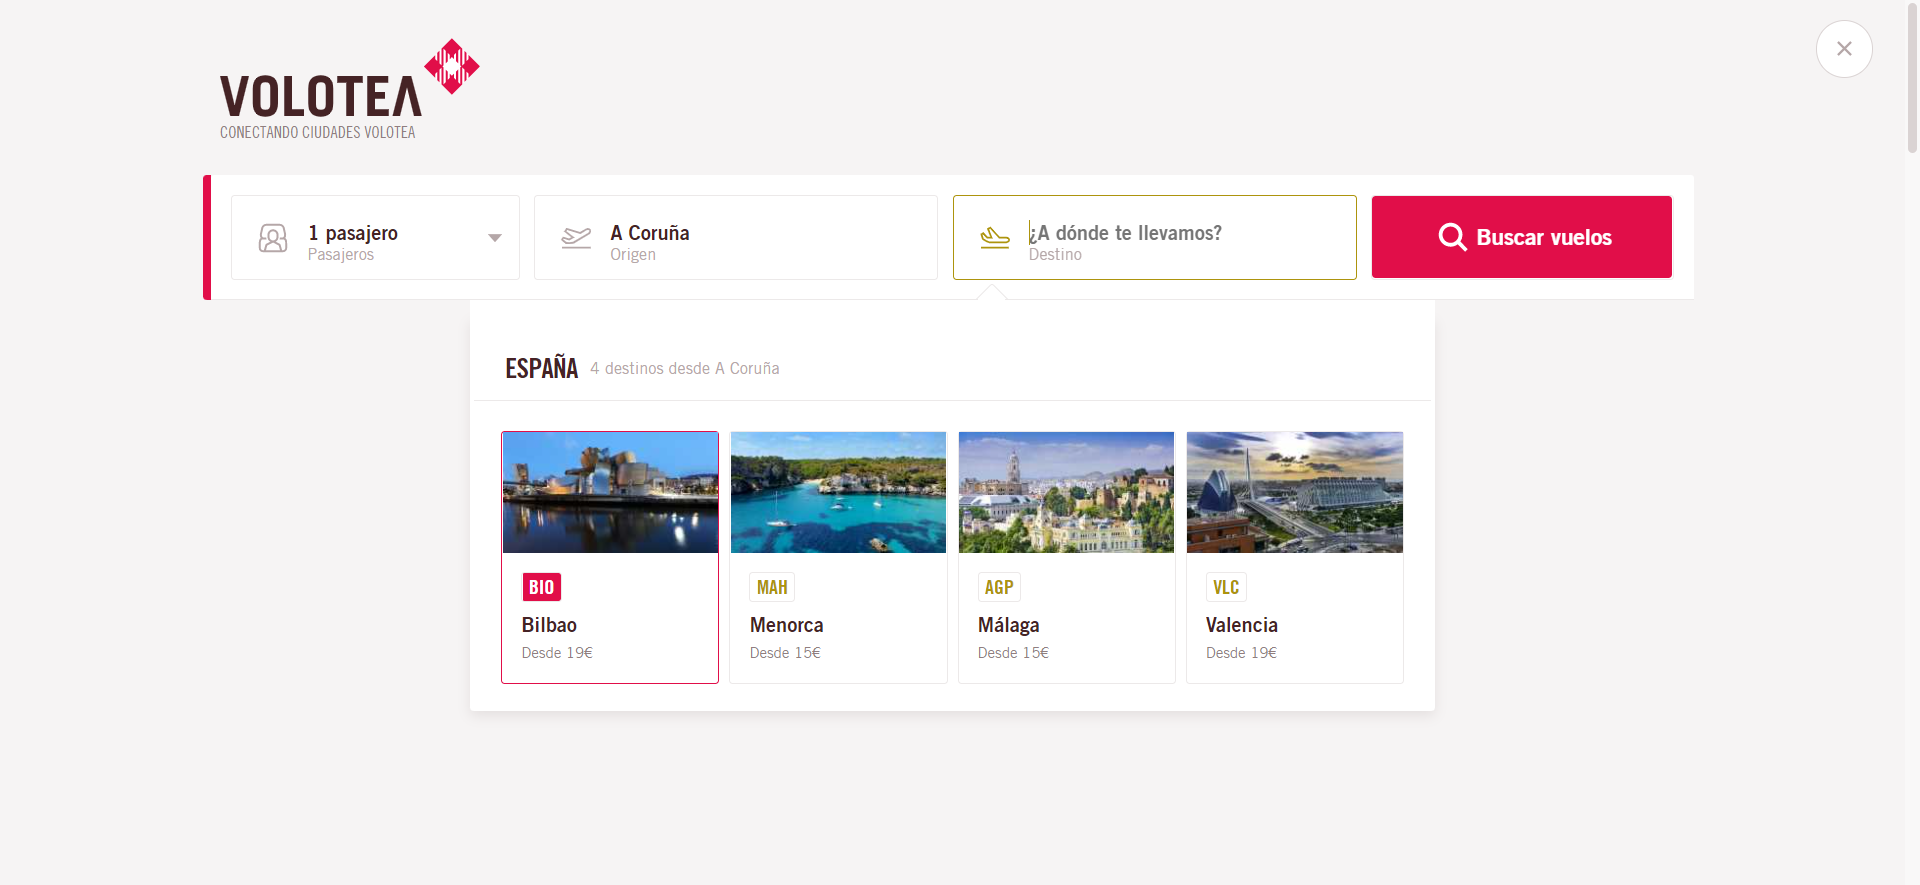 VOLOTEA
CONECTANDO CIUDADES VOLOTEA
1 pasajero
Pasajeros
A Coruña
Origen
¿A dónde te llevamos?
Destino
Buscar vuelos
ESPAÑA 4 destinos desde A Coruña
BIO
Bilbao
Desde 19€
MAH
Menorca
Desde 15€
AGP
Málaga
Desde 15€
VLC
Valencia
Desde 19€